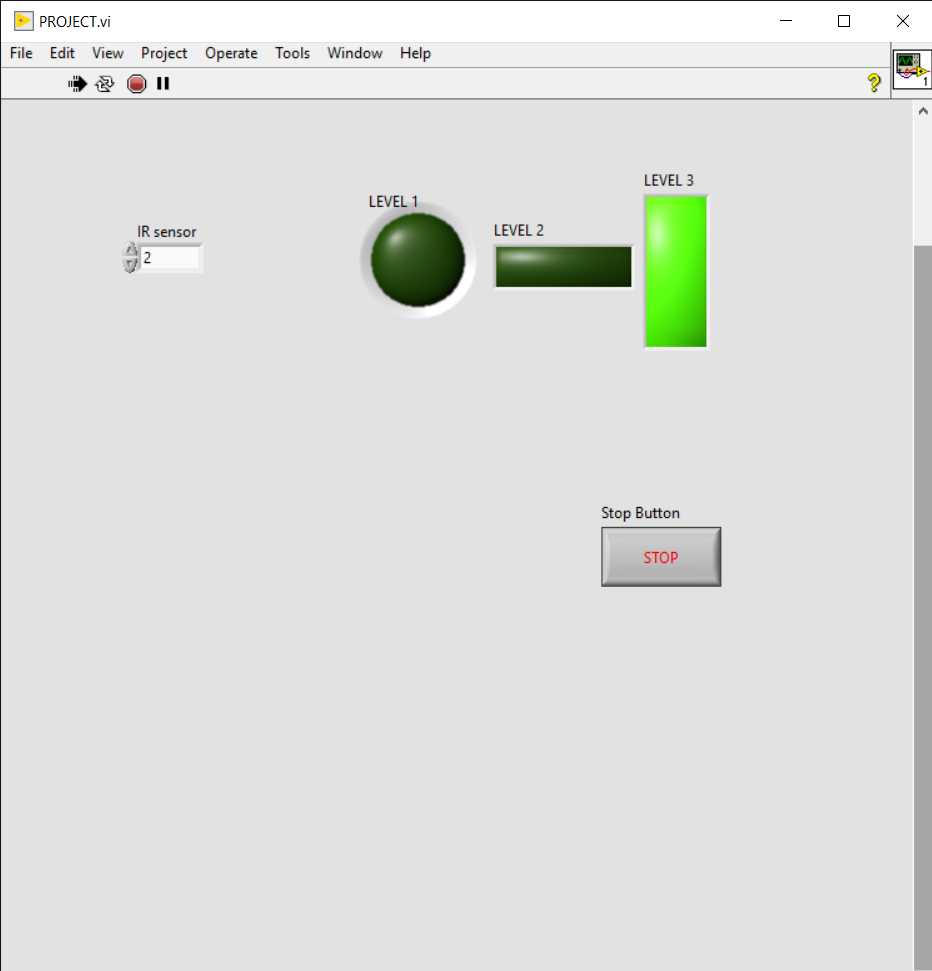 PROJECT.vi
File Edit View Project Operate Tools Window Help
1
LEVEL 3
LEVEL 1
LEVEL 2
IR sensor
2
Stop Button
STOP